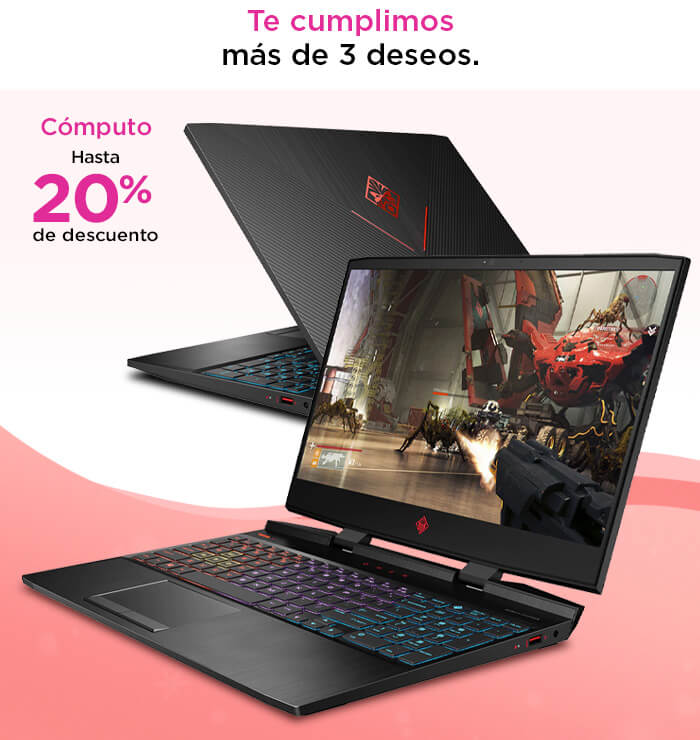 Te cumplimos
más de 3 deseos.
Cómputo
Hasta
20%
de descuento